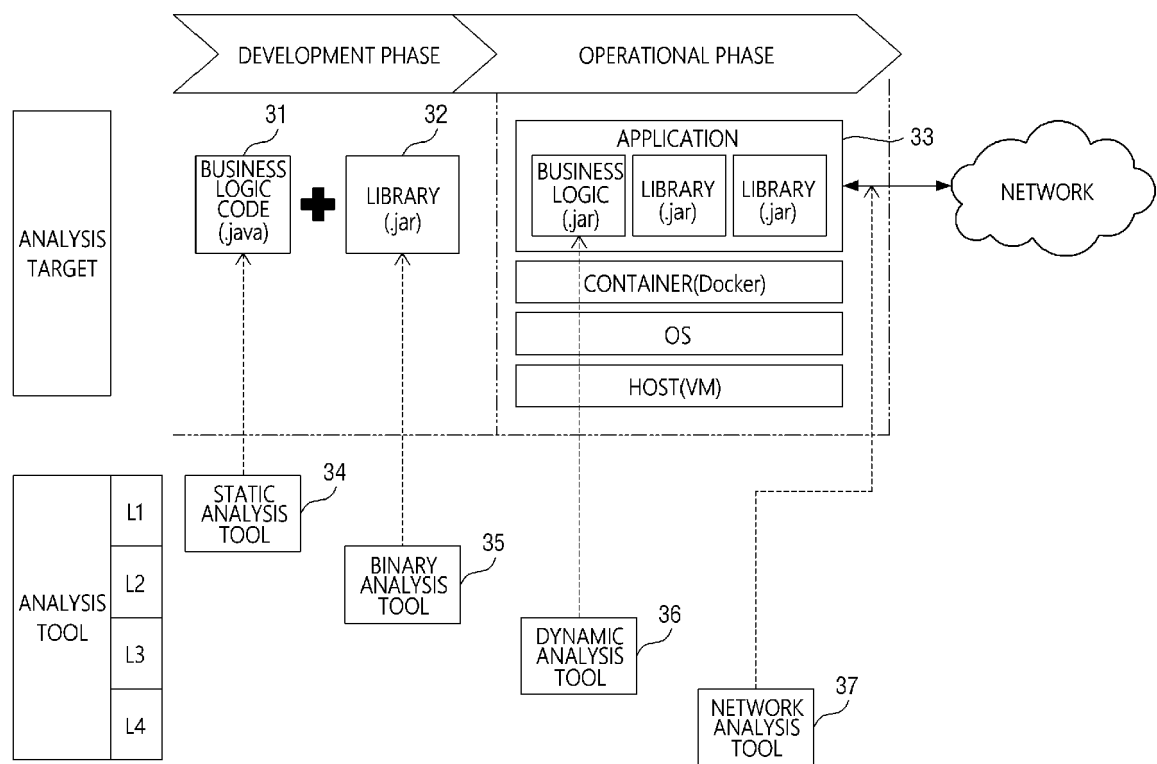 DEVELOPMENT PHASE
OPERATIONAL PHASE
31
32
33
ANALYSIS
TARGET
BUSINESS
LOGIC
CODE
(.java)
LIBRARY
(.jar)
APPLICATION
BUSINESS
LOGIC
(.jar)
LIBRARY
(.jar)
LIBRARY
(.jar)
NETWORK
CONTAINER(Docker)
OS
HOST(VM)
ANALYSIS
TOOL
L1
L2
L3
L4
STATIC
ANALYSIS
TOOL
34
BINARY
ANALYSIS
TOOL
35
DYNAMIC
ANALYSIS
TOOL
36
NETWORK
ANALYSIS
TOOL
37